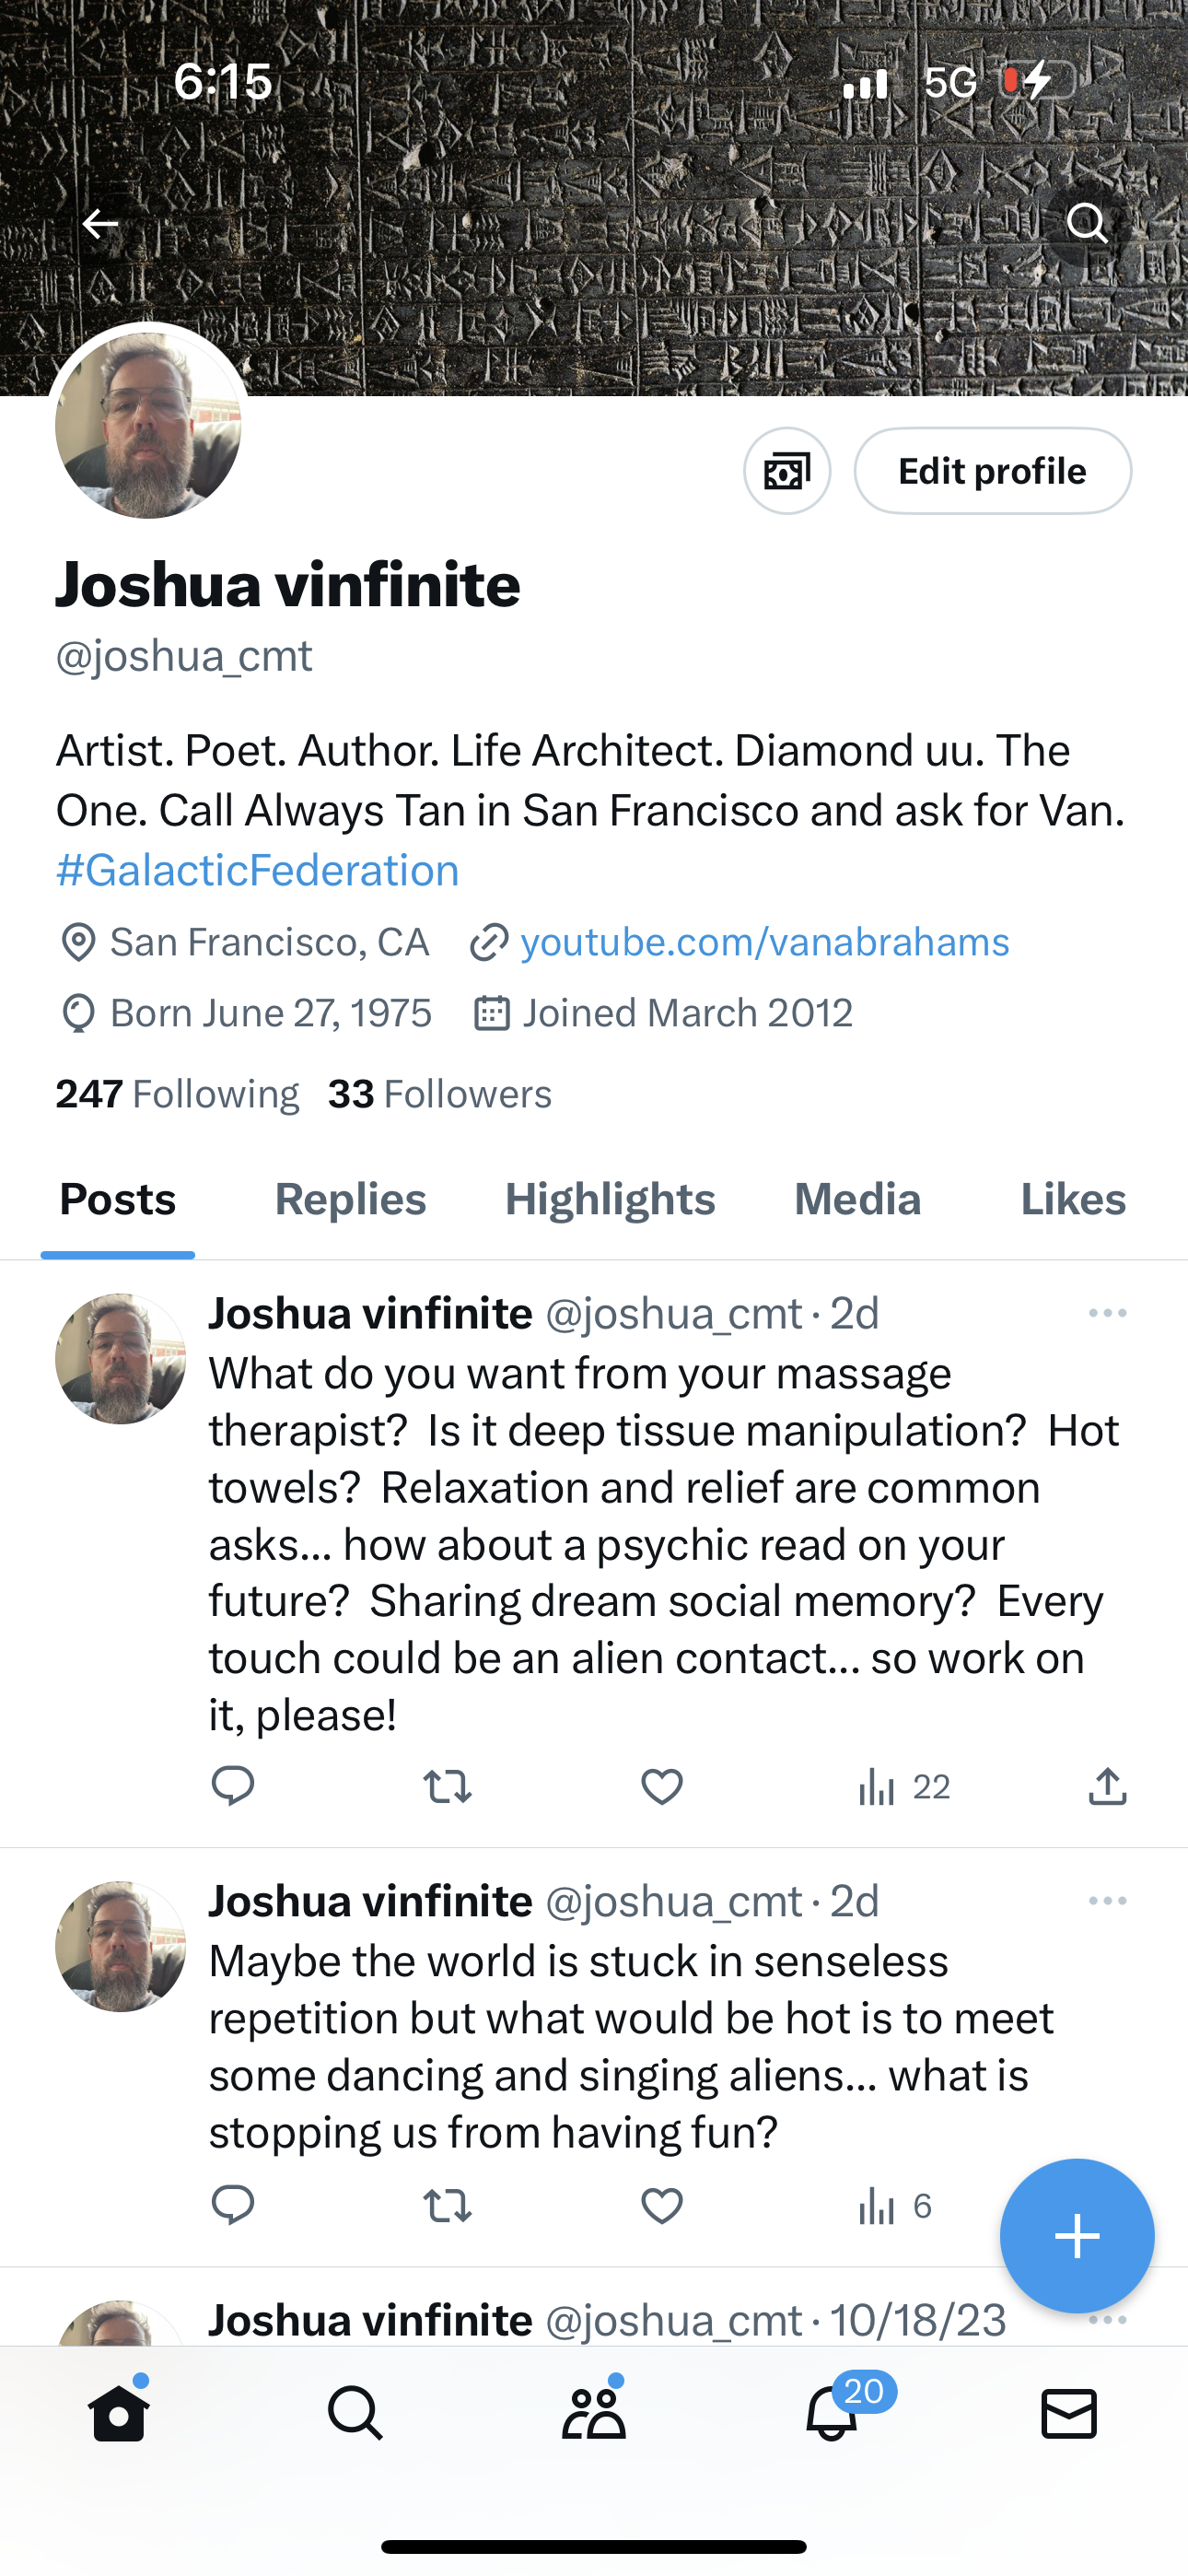 6:15 5G
Edit profile
Joshua vinfinite
@joshua_cmt
Artist. Poet. Author. Life Architect. Diamond uu. The
One. Call Always Tan in San Francisco and ask for Van.
#GalacticFederation
San Francisco, CA youtube.com/vanabrahams
Born June 27, 1975 Joined March 2012
247 Following 33 Followers
Posts Replies Highlights Media Likes
Joshua vinfinite @joshua_cmt · 2d
What do you want from your massage
therapist? Is it deep tissue manipulation? Hot
towels? Relaxation and relief are common
asks... how about a psychic read on your
future? Sharing dream social memory? Every
touch could be an alien contact... so work on
it, please!
22
Joshua vinfinite @joshua_cmt · 2d
Maybe the world is stuck in senseless
repetition but what would be hot is to meet
some dancing and singing aliens... what is
stopping us from having fun?
6
Joshua vinfinite @joshua_cmt · 10/18/23
20